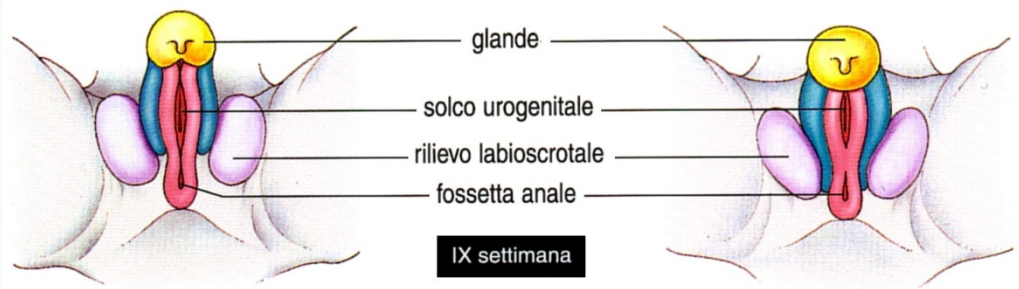 glande
solco urogenitale
rilievo labioscrotale
fossetta anale
IX settimana